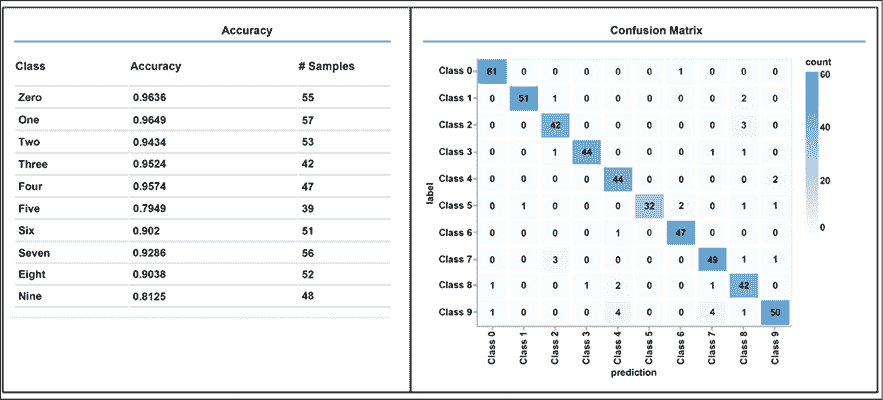 Accuracy
Class Accuracy # Samples
Zero 0.9636 55
One 0.9649 57
Two 0.9434 53
Three 0.9524 42
Four 0.9574 47
Five 0.7949 39
Six 0.902 51
Seven 0.9286 56
Eight 0.9038 52
Nine 0.8125 48
Confusion Matrix
count
60
40
20
0
label
Class 0 61 0 0 0 0 0 1 0 0 0
Class 1 0 51 1 0 0 0 0 0 2 0
Class 2 0 0 42 0 0 0 0 0 3 0
Class 3 0 0 1 44 0 0 0 1 1 0
Class 4 0 0 0 0 44 0 0 0 0 2
Class 5 0 1 0 0 0 32 2 0 1 1
Class 6 0 0 0 0 1 0 47 0 0 0
Class 7 0 0 3 0 0 0 0 49 1 1
Class 8 1 0 0 1 2 0 0 1 42 0
Class 9 1 0 0 0 4 0 0 4 1 50
Class 0 Class 1 Class 2 Class 3 Class 4 Class 5 Class 6 Class 7 Class 8 Class 9
prediction